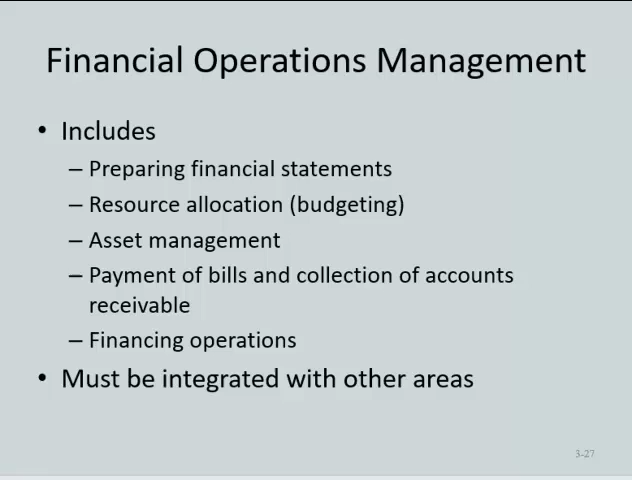 Financial Operations Management
• Includes
– Preparing financial statements
– Resource allocation (budgeting)
– Asset management
– Payment of bills and collection of accounts
receivable
– Financing operations
• Must be integrated with other areas
3-27